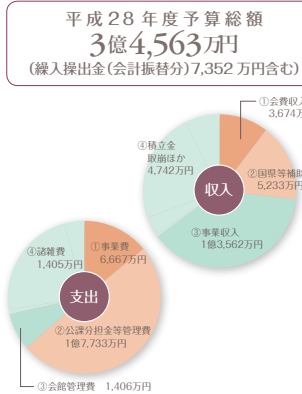 平成28年度予算総額
3億4,563万円
(繰入操出金(会計振替分)7,352万円含む)
①会費収入
3,674万
④積立金
取崩ほか
4,742万円
②国県等補助
5,233万円
収入
③事業収入
1億3,562万円
④諸雑費
1,405万円
①事業費
6,667万円
支出
②公課分担金等管理費
1億7,733万円
③会館管理費 1,406万円